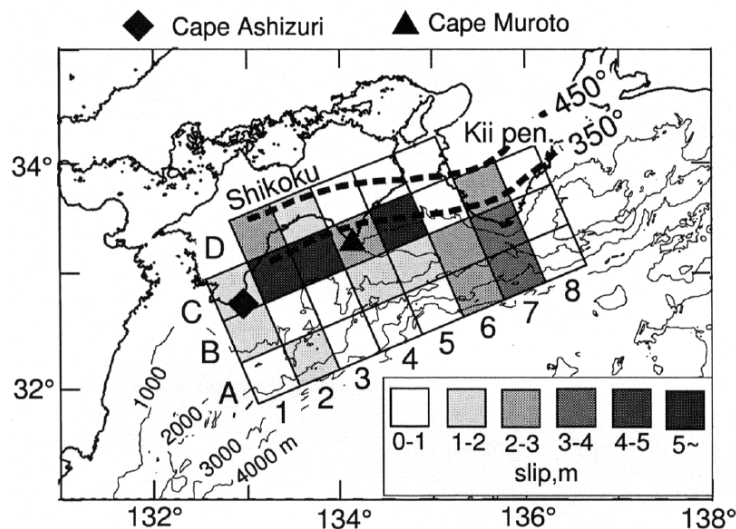 Cape Ashizuri
Cape Muroto
450°
Kii pen.
350°
34°
Shikoku
D
C
B
A
8
7
6
5
4
3
2
1
32°
1000
2000
3000
4000 m
0-1 1-2 2-3 3-4 4-5 5~
slip,m
132° 134° 136° 138°